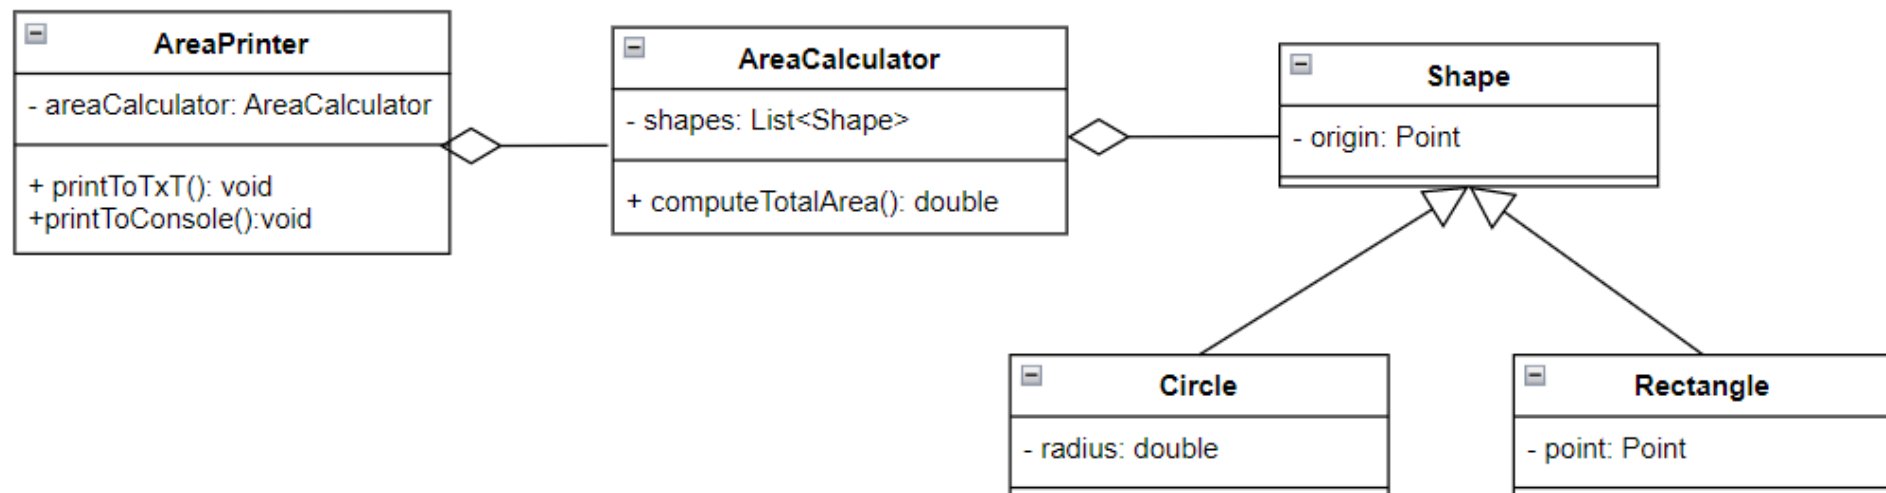 AreaPrinter
- areaCalculator: AreaCalculator
+ printToTxT(): void
+printToConsole():void
AreaCalculator
- shapes: List<Shape>
+ computeTotalArea(): double
Shape
- origin: Point
Circle
- radius: double
Rectangle
- point: Point